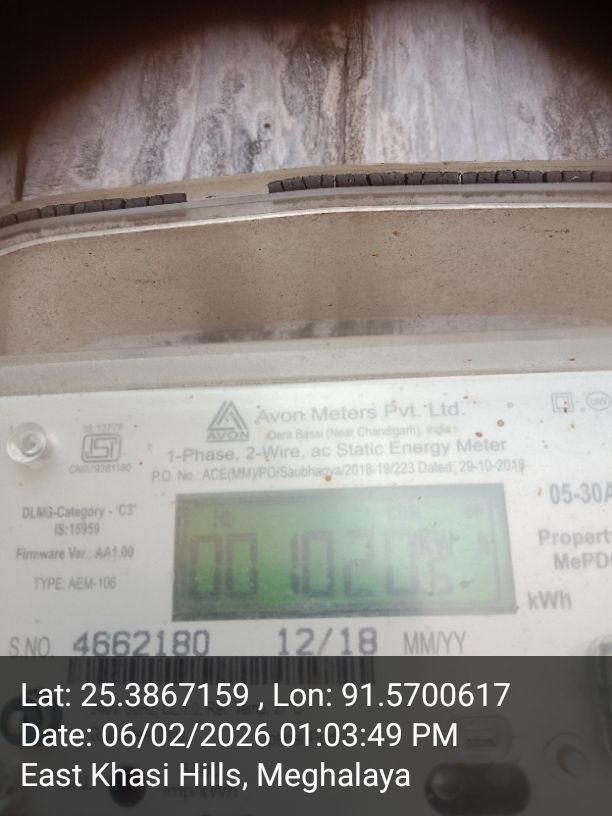 Avon Meters Pvt. Ltd.
AVON
Dera Bassi (Near Chandigarh), India
IS:13779
ISI
CM/L:9281180
1-Phase, 2-Wire, ac Static Energy Meter
P.O. No.: ACE(MM)/PO/Saubhagya/2018-19/223 Dated: 29-10-2018
UW
DLMS-Category - 'C3'
IS:15959
Firmware Ver.: AA1.00
TYPE: AEM-106
05-30A
Property
MePD
kWh
S.NO. 4662180 12/18 MM/YY
Lat: 25.3867159 , Lon: 91.5700617
Date: 06/02/2026 01:03:49 PM
East Khasi Hills, Meghalaya